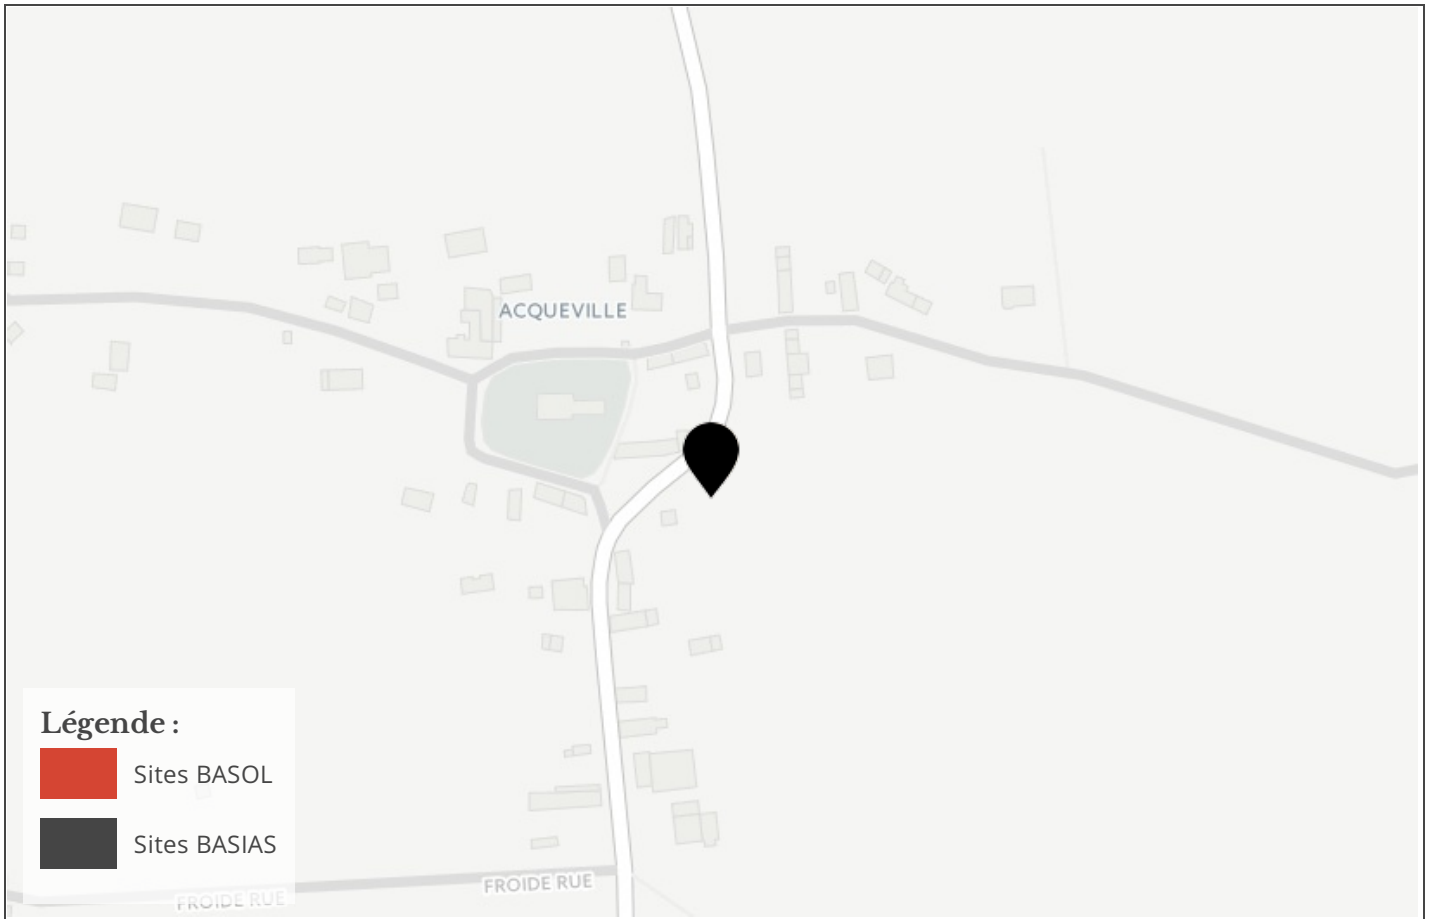 ACQUEVILLE
Légende :
Sites BASOL
Sites BASIAS
FROIDE RUE
FROIDE RUE